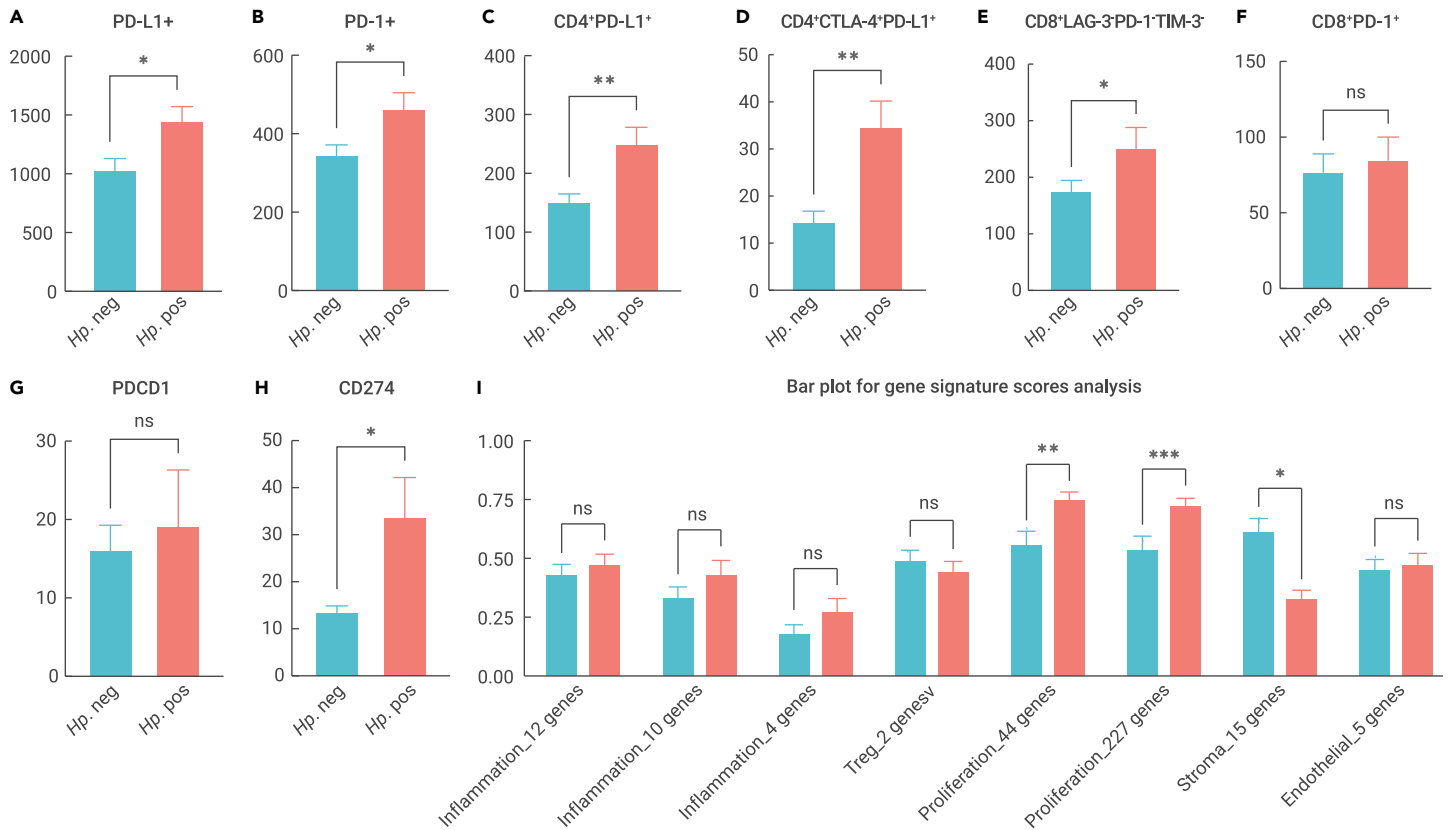 A PD-L1+
2000
1500
1000
500
0
*
Hp. neg Hp. pos
B PD-1+
600
400
200
0
*
Hp. neg Hp. pos
C CD4⁺PD-L1⁺
400
300
200
100
0
**
Hp. neg Hp. pos
D CD4⁺CTLA-4⁺PD-L1⁺
50
40
30
20
10
0
**
Hp. neg Hp. pos
E CD8⁺LAG-3⁻PD-1⁻TIM-3⁻
400
300
200
100
0
*
Hp. neg Hp. pos
F CD8⁺PD-1⁺
150
100
50
0
ns
Hp. neg Hp. pos
G PDCD1
30
20
10
0
ns
Hp. neg Hp. pos
H CD274
50
40
30
20
10
0
*
Hp. neg Hp. pos
I Bar plot for gene signature scores analysis
1.00
0.75
0.50
0.25
0.00
ns ns ns ns ** *** * ns
Inflammation_12 genes
Inflammation_10 genes
Inflammation_4 genes
Treg_2 genesv
Proliferation_44 genes
Proliferation_227 genes
Stroma_15 genes
Endothelial_5 genes